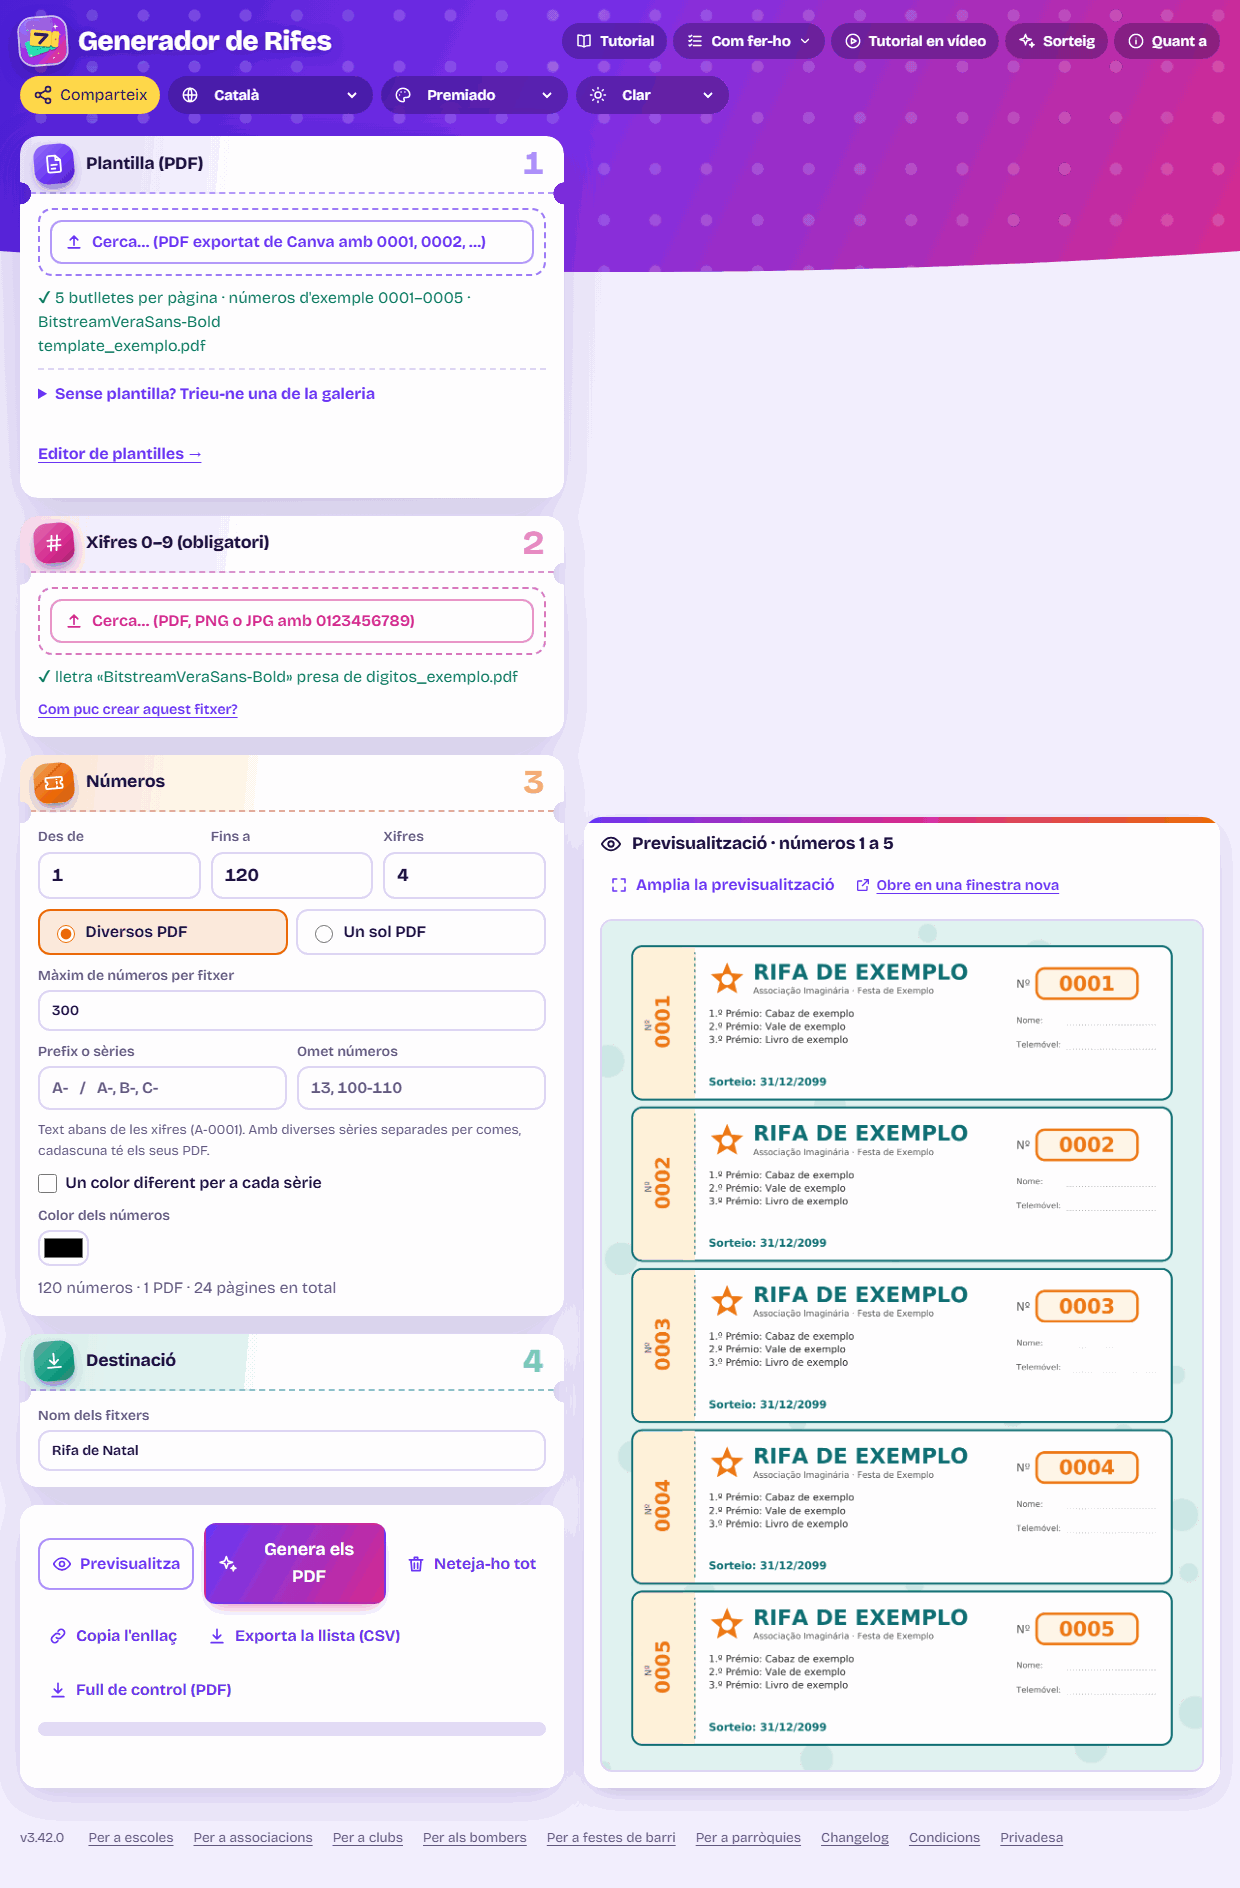 Generador de Rifes
Tutorial
Com fer-ho
Tutorial en vídeo
Sorteig
Quant a
Comparteix
Català
Premiado
Clar
Plantilla (PDF)
1
Cerca... (PDF exportat de Canva amb 0001, 0002, ...)
✓ 5 butlletes per pàgina · números d'exemple 0001–0005 ·
BitstreamVeraSans-Bold
template_exemplo.pdf
Sense plantilla? Trieu-ne una de la galeria
Editor de plantilles →
Xifres 0–9 (obligatori)
2
Cerca... (PDF, PNG o JPG amb 0123456789)
✓ lletra «BitstreamVeraSans-Bold» presa de digitos_exemplo.pdf
Com puc crear aquest fitxer?
Números
3
Des de
Fins a
Xifres
1
120
4
Diversos PDF
Un sol PDF
Màxim de números per fitxer
300
Prefix o sèries
Omet números
A- / A-, B-, C-
13, 100-110
Text abans de les xifres (A-0001). Amb diverses sèries separades per comes,
cadascuna té els seus PDF.
Un color diferent per a cada sèrie
Color dels números
120 números · 1 PDF · 24 pàgines en total
Destinació
4
Nom dels fitxers
Rifa de Natal
Previsualitza
Genera els
PDF
Neteja-ho tot
Copia l'enllaç
Exporta la llista (CSV)
Full de control (PDF)
Previsualització · números 1 a 5
Amplia la previsualització
Obre en una finestra nova
Nº 0001
RIFA DE EXEMPLO
Associação Imaginária · Festa de Exemplo
1.º Prémio: Cabaz de exemplo
2.º Prémio: Vale de exemplo
3.º Prémio: Livro de exemplo
Sorteio: 31/12/2099
Nº 0001
Nome:
Telemóvel:
Nº 0002
RIFA DE EXEMPLO
Associação Imaginária · Festa de Exemplo
1.º Prémio: Cabaz de exemplo
2.º Prémio: Vale de exemplo
3.º Prémio: Livro de exemplo
Sorteio: 31/12/2099
Nº 0002
Nome:
Telemóvel:
Nº 0003
RIFA DE EXEMPLO
Associação Imaginária · Festa de Exemplo
1.º Prémio: Cabaz de exemplo
2.º Prémio: Vale de exemplo
3.º Prémio: Livro de exemplo
Sorteio: 31/12/2099
Nº 0003
Nome:
Telemóvel:
Nº 0004
RIFA DE EXEMPLO
Associação Imaginária · Festa de Exemplo
1.º Prémio: Cabaz de exemplo
2.º Prémio: Vale de exemplo
3.º Prémio: Livro de exemplo
Sorteio: 31/12/2099
Nº 0004
Nome:
Telemóvel:
Nº 0005
RIFA DE EXEMPLO
Associação Imaginária · Festa de Exemplo
1.º Prémio: Cabaz de exemplo
2.º Prémio: Vale de exemplo
3.º Prémio: Livro de exemplo
Sorteio: 31/12/2099
Nº 0005
Nome:
Telemóvel:
v3.42.0
Per a escoles
Per a associacions
Per a clubs
Per als bombers
Per a festes de barri
Per a parròquies
Changelog
Condicions
Privadesa